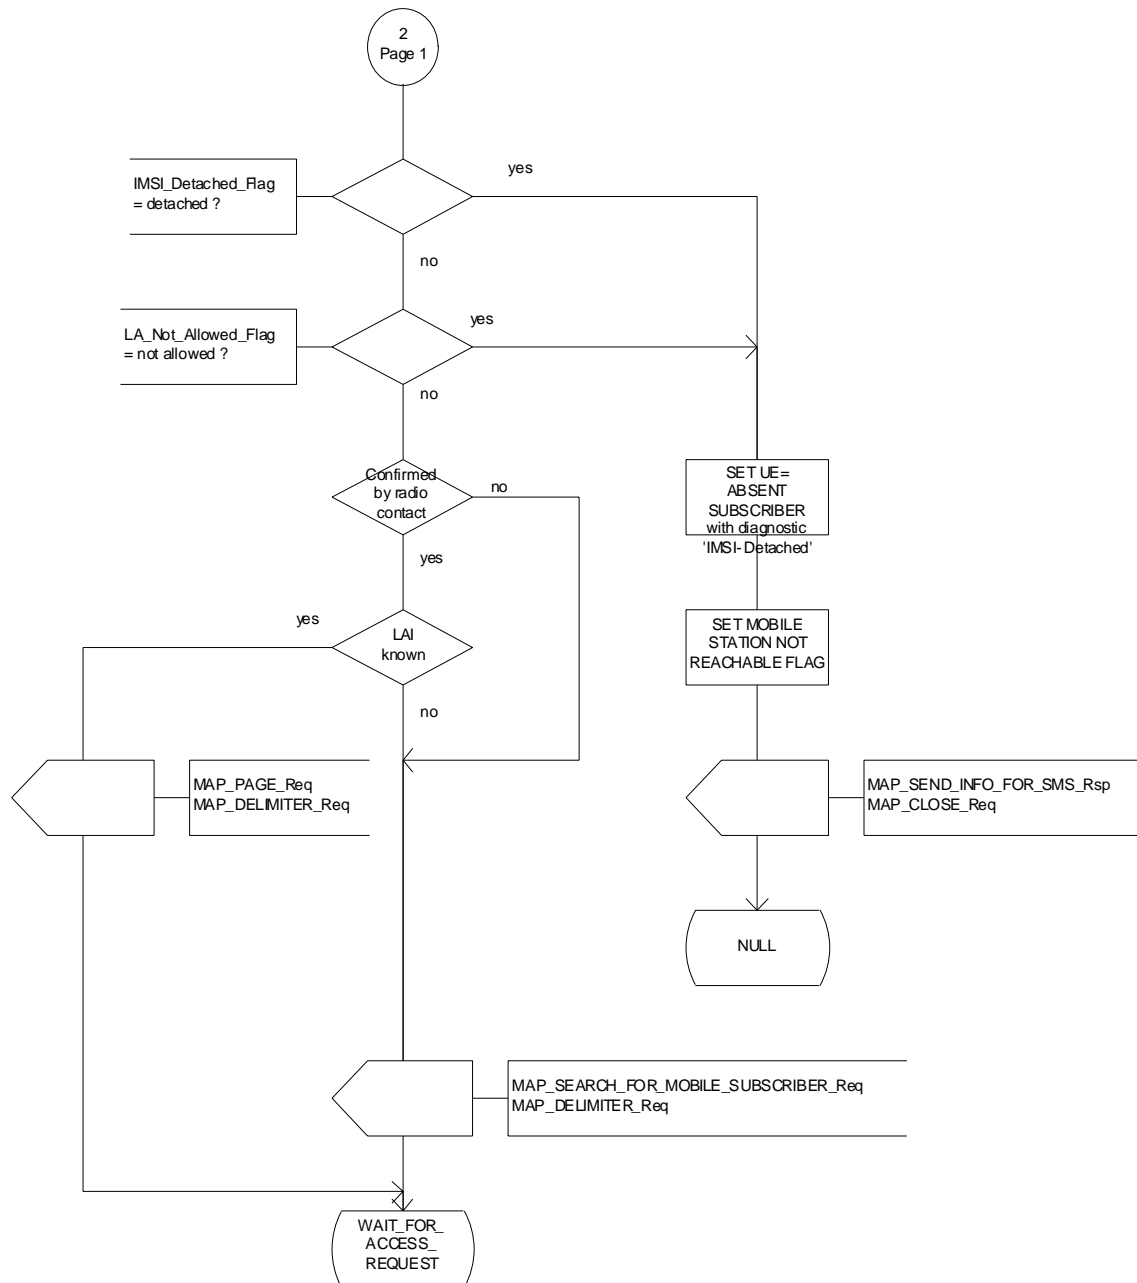 2
Page 1
yes
IMSI_Detached_Flag
= detached ?
no
yes
LA_Not_Allowed_Flag
= not allowed ?
no
Confirmed
by radio
contact
no
SET UE=
ABSENT
SUBSCRIBER
with diagnostic
'IMSI-Detached'
yes
yes
LAI
known
SET MOBILE
STATION NOT
REACHABLE FLAG
no
MAP_PAGE_Req
MAP_DELIMITER_Req
MAP_SEND_INFO_FOR_SMS_Rsp
MAP_CLOSE_Req
NULL
MAP_SEARCH_FOR_MOBILE_SUBSCRIBER_Req
MAP_DELIMITER_Req
WAIT_FOR_
ACCESS_
REQUEST